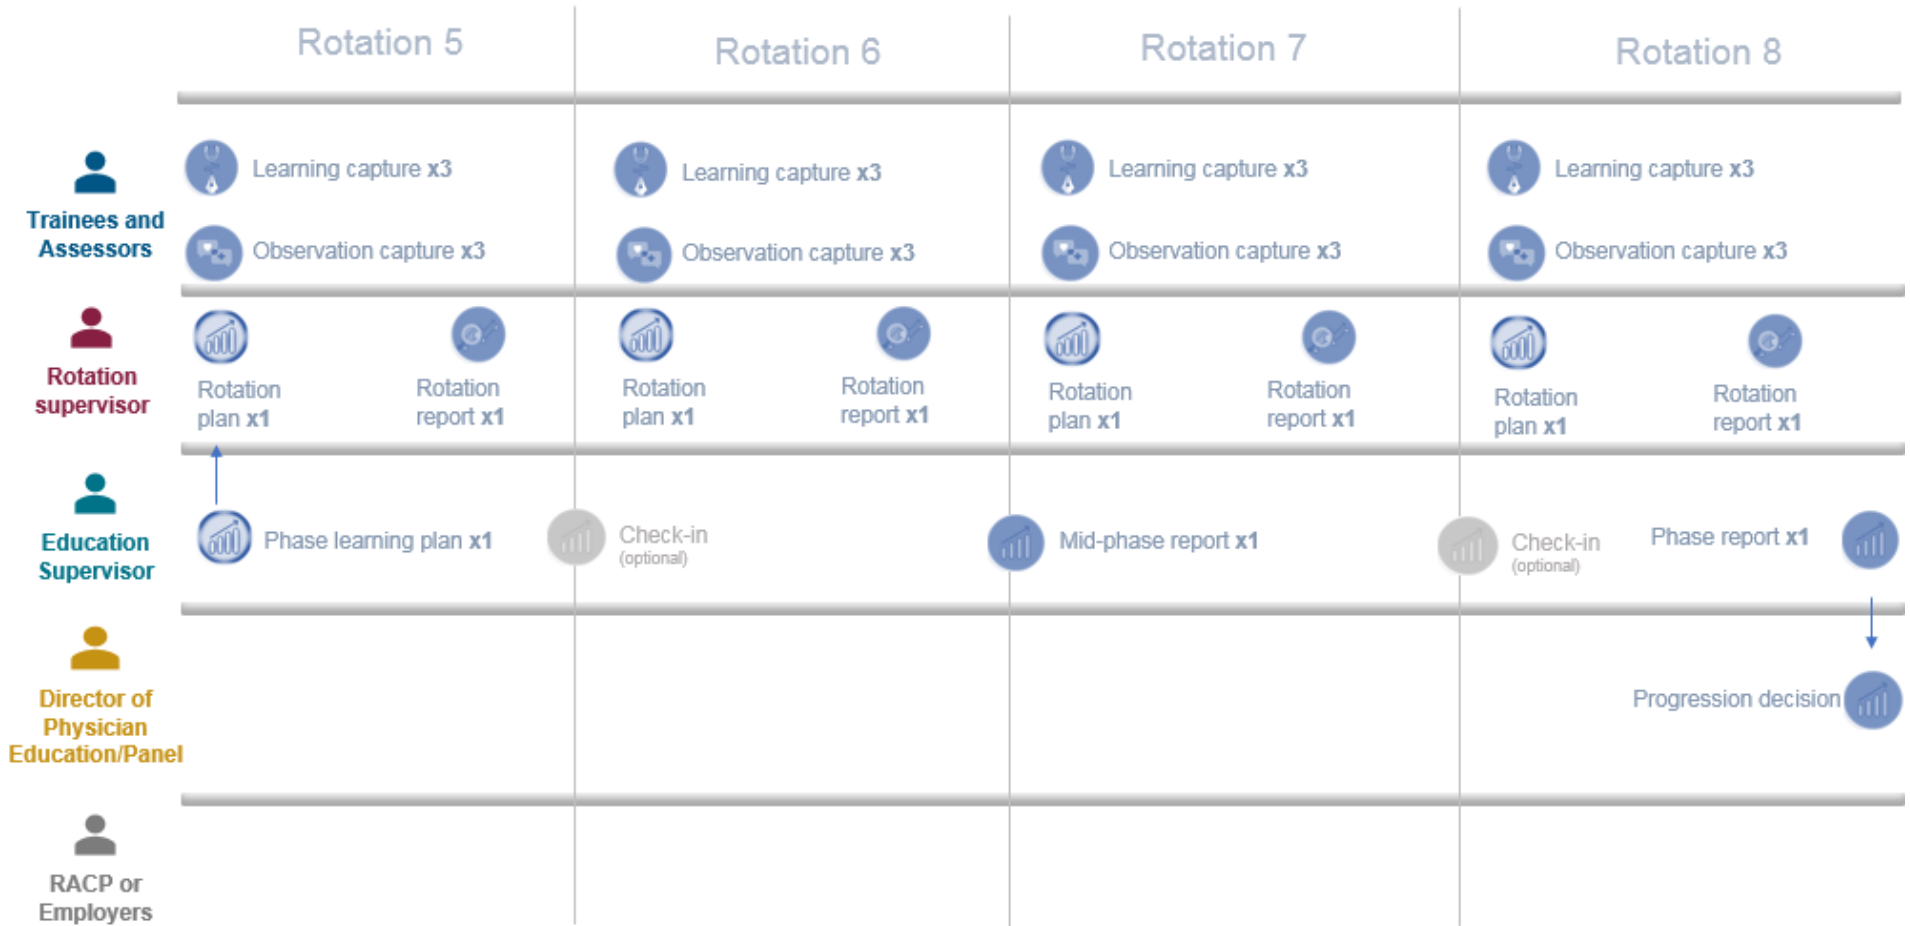 Rotation 5
Rotation 6
Rotation 7
Rotation 8
Trainees and
Assessors
Learning capture x3
Learning capture x3
Learning capture x3
Learning capture x3
Observation capture x3
Observation capture x3
Observation capture x3
Observation capture x3
Rotation
supervisor
Rotation
plan x1
Rotation
report x1
Rotation
plan x1
Rotation
report x1
Rotation
plan x1
Rotation
report x1
Rotation
plan x1
Rotation
report x1
Education
Supervisor
Phase learning plan x1
Check-in
(optional)
Mid-phase report x1
Check-in
(optional)
Phase report x1
Director of
Physician
Education/Panel
Progression decision
RACP or
Employers